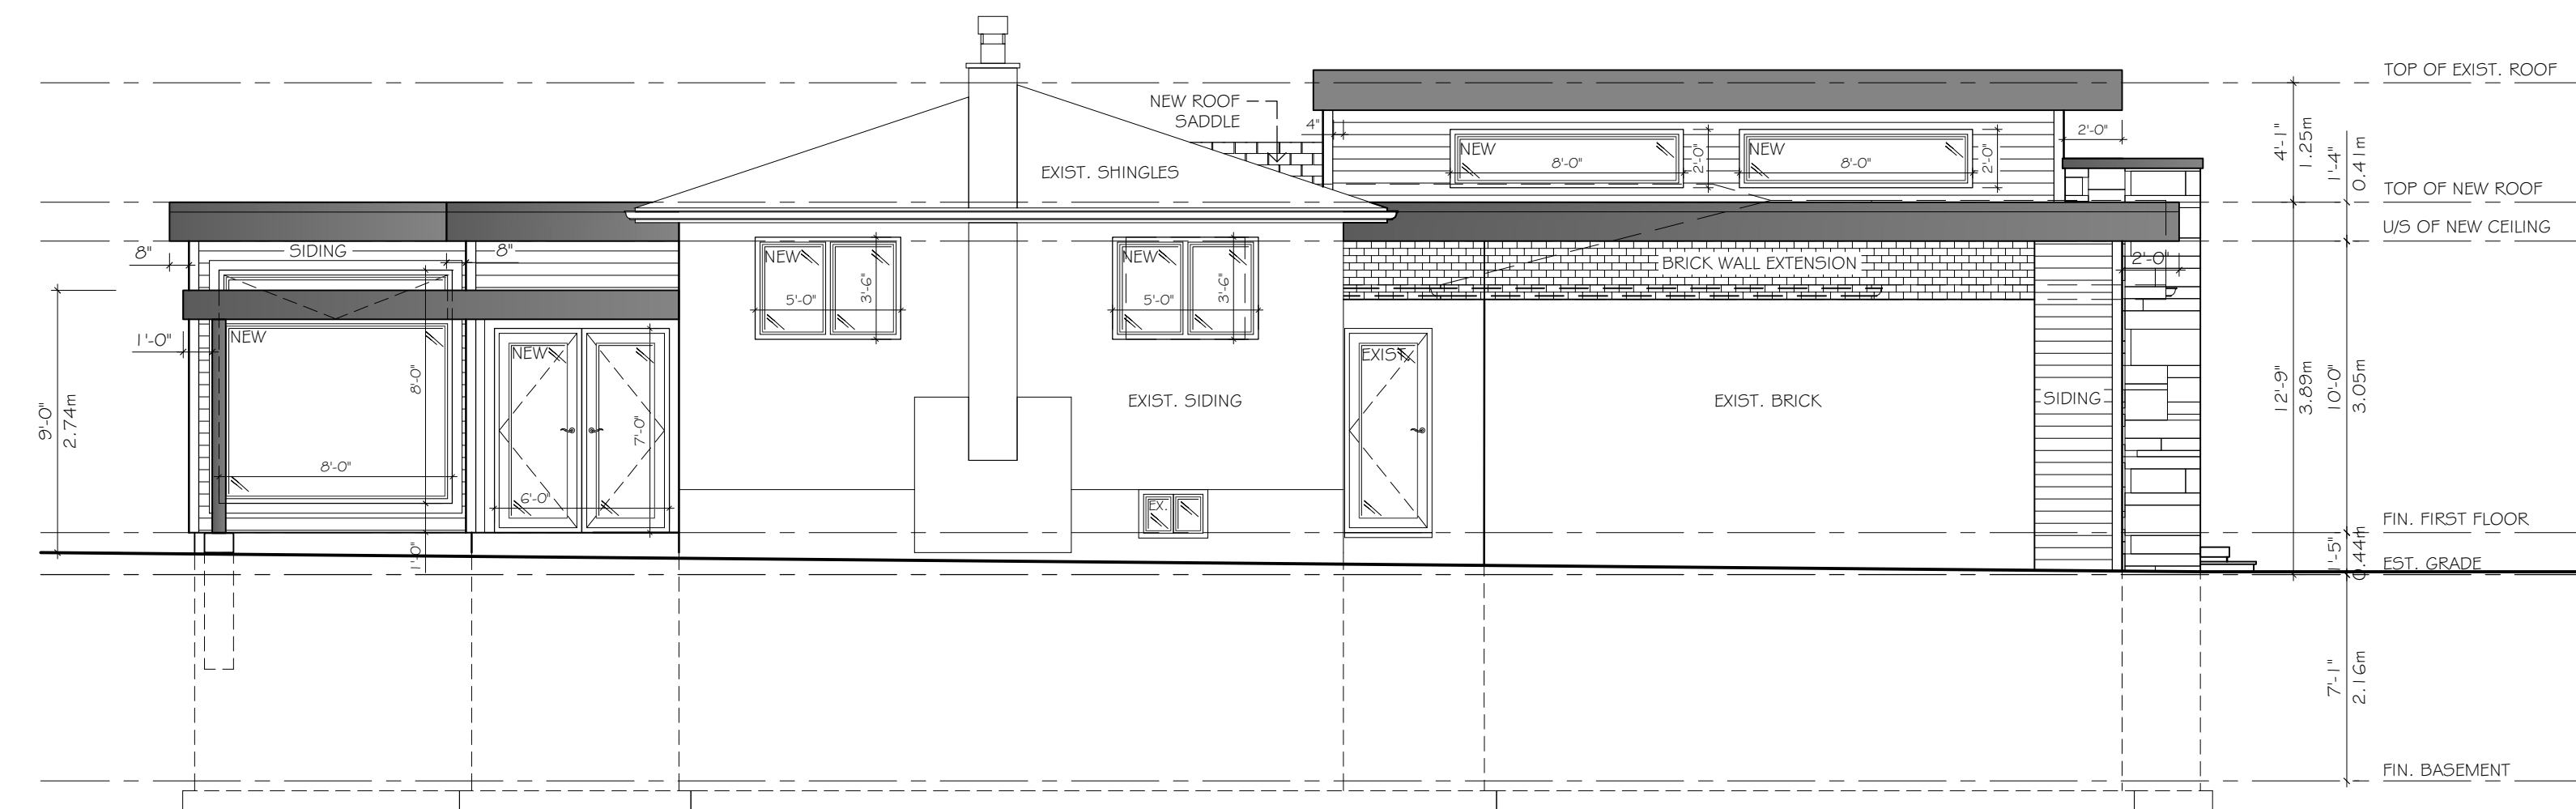 TOP OF EXIST. ROOF
NEW ROOF
SADDLE
4"
2'-0"
4'-1"
1.25m
1'-4"
0.41m
NEW
8'-0"
2'-0"
NEW
8'-0"
2'-0"
EXIST. SHINGLES
TOP OF NEW ROOF
U/S OF NEW CEILING
8"
SIDING
8"
NEW
5'-0"
3'-6"
NEW
5'-0"
3'-6"
BRICK WALL EXTENSION
2'-0"
1'-0"
NEW
8'-0"
8'-0"
NEW
7'-0"
6'-0"
EXIST.
9'-0"
2.74m
EXIST. SIDING
EXIST. BRICK
SIDING
12'-9"
3.89m
10'-0"
3.05m
EX.
FIN. FIRST FLOOR
1'-0"
1'-5"
0.44m
EST. GRADE
7'-1"
2.16m
FIN. BASEMENT